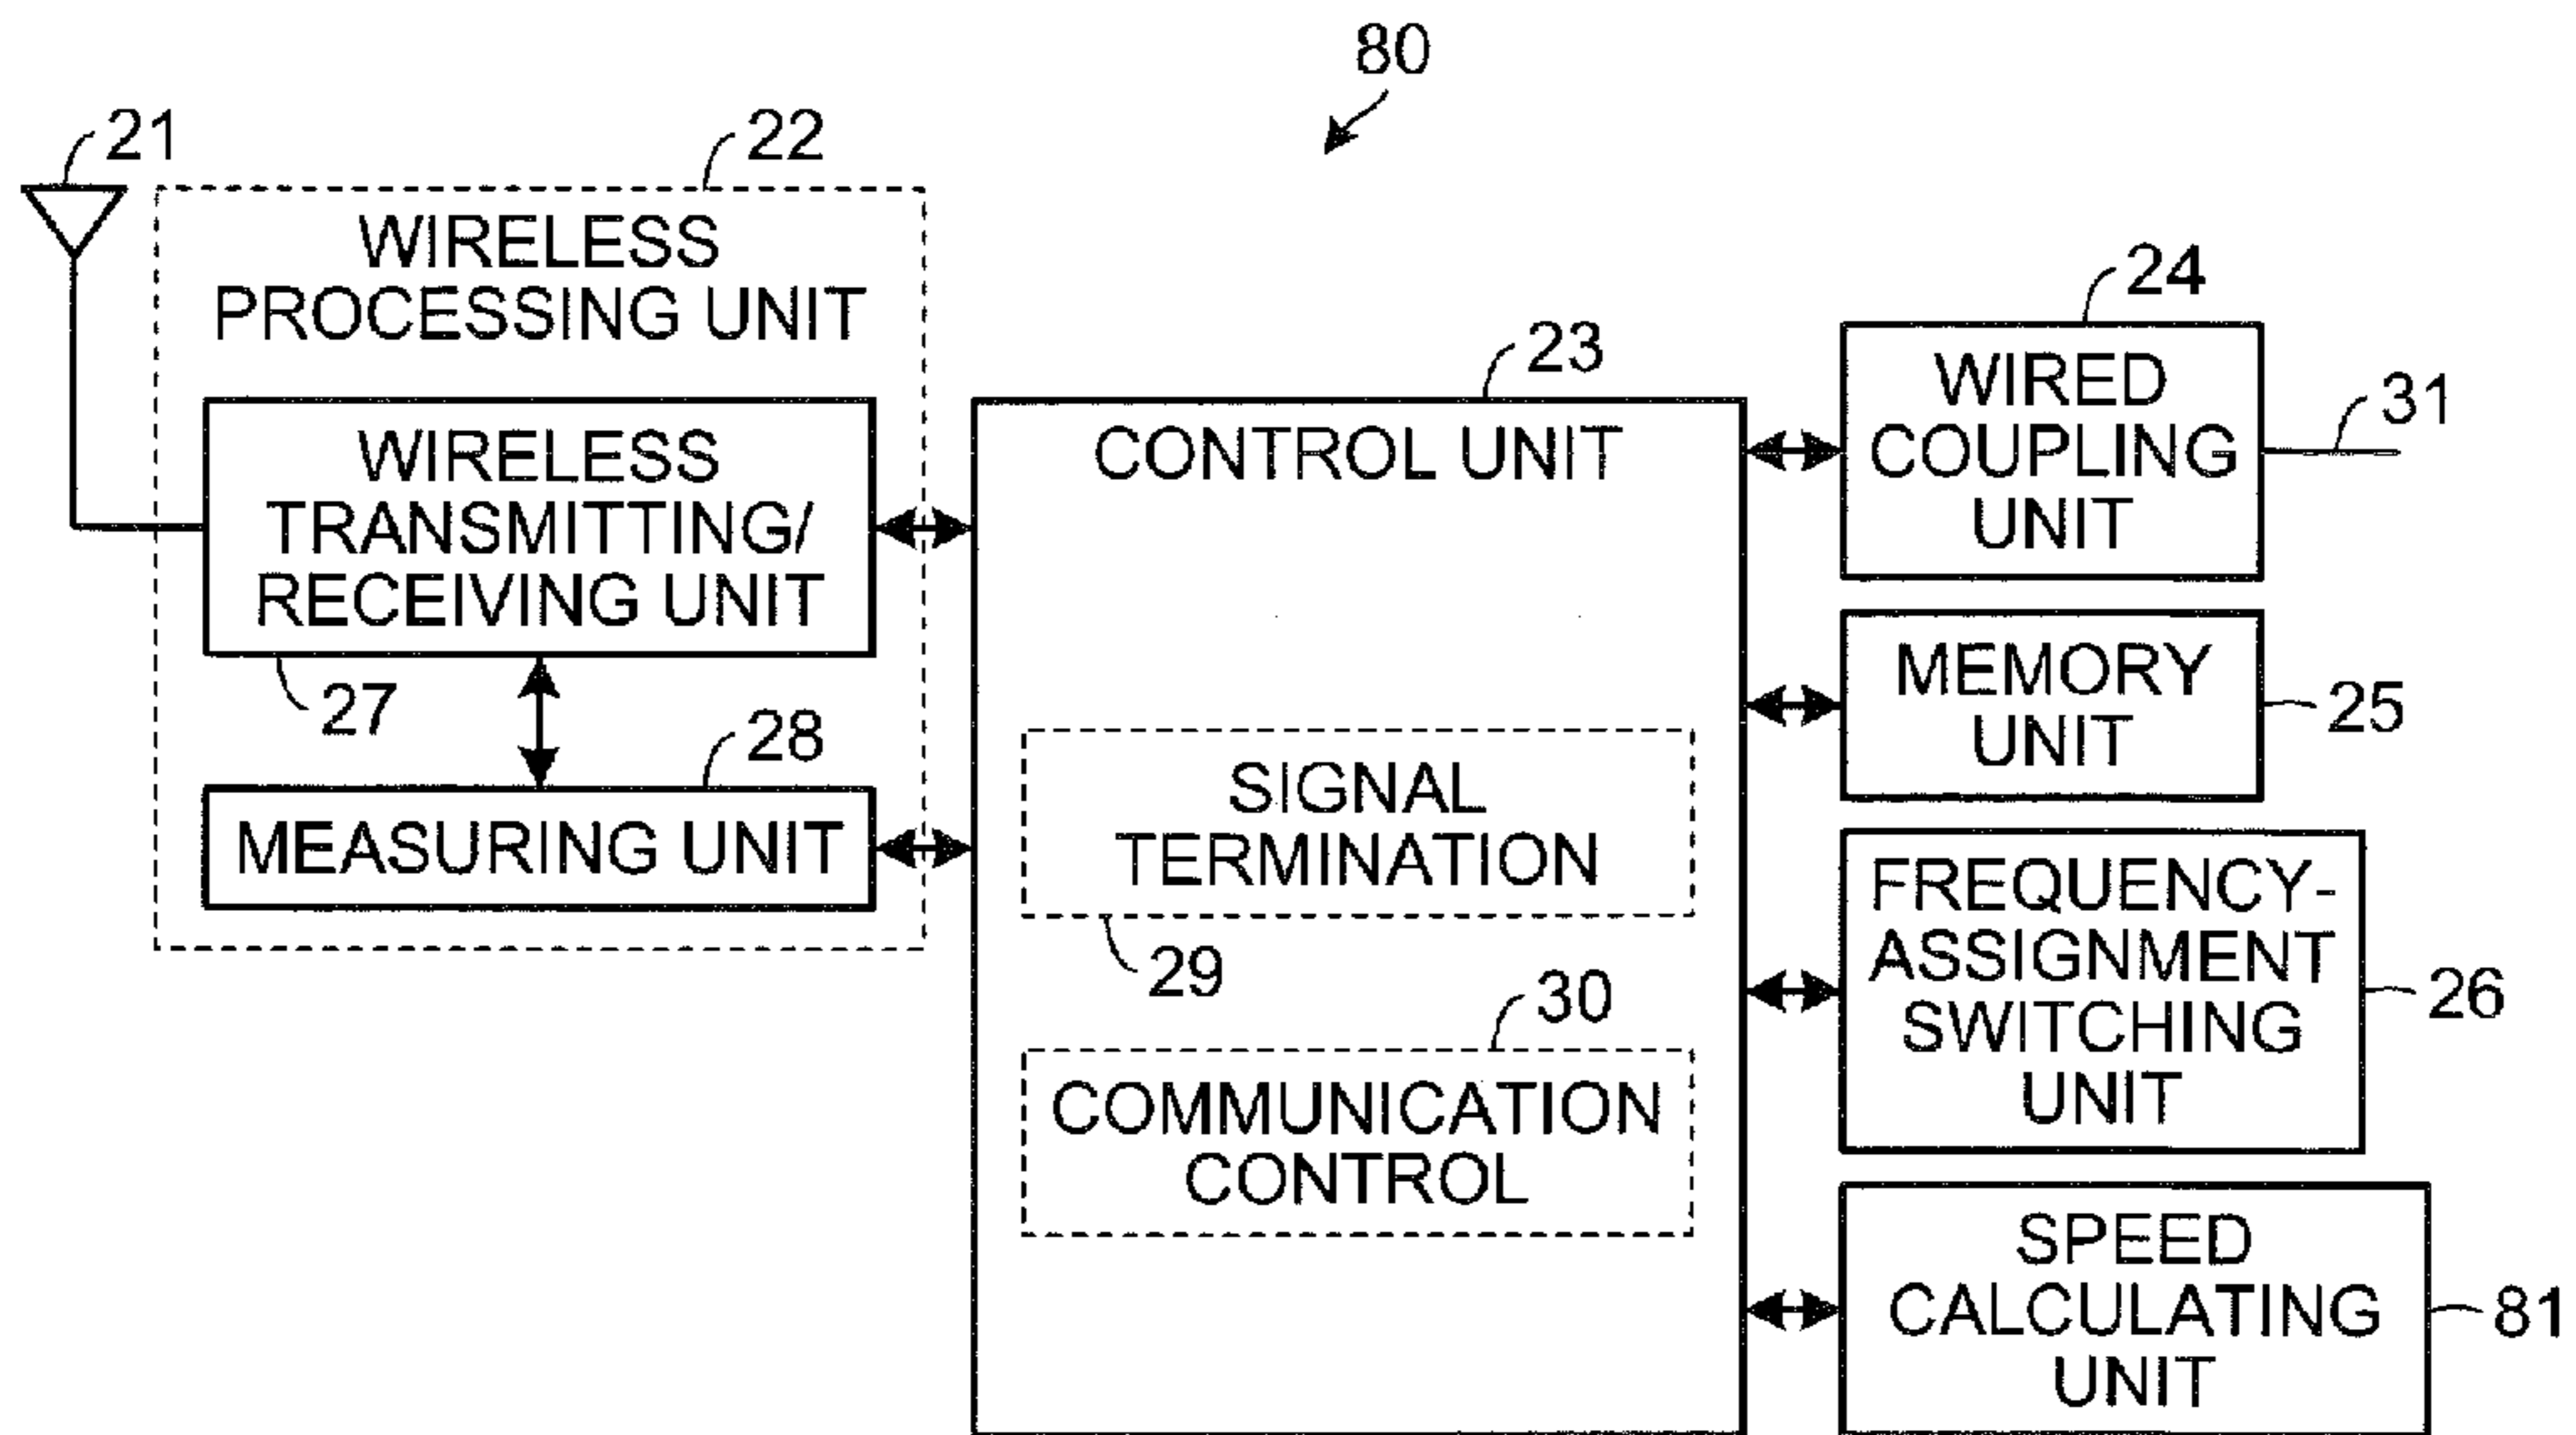 80
21
22
WIRELESS
PROCESSING UNIT
WIRELESS
TRANSMITTING/
RECEIVING UNIT
27
28
MEASURING UNIT
23
CONTROL UNIT
SIGNAL
TERMINATION
29
30
COMMUNICATION
CONTROL
24
WIRED
COUPLING
UNIT
31
MEMORY
UNIT
25
FREQUENCY-
ASSIGNMENT
SWITCHING
UNIT
26
SPEED
CALCULATING
UNIT
81